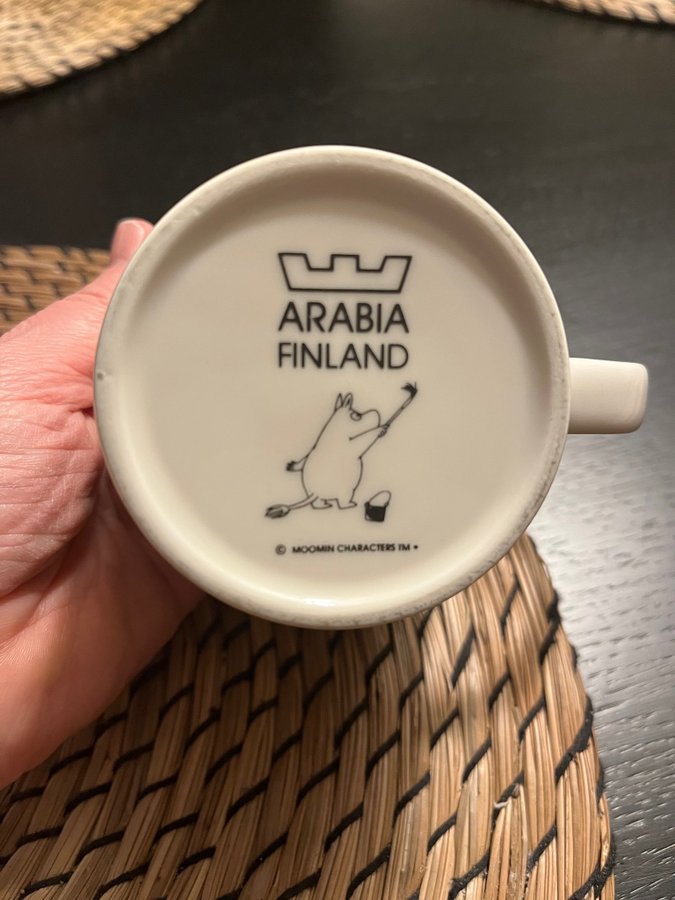 ARABIA
FINLAND
© MOOMIN CHARACTERS TM •